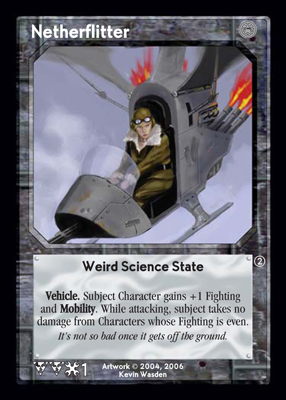 Netherflitter
Weird Science State
2
Vehicle. Subject Character gains +1 Fighting
and Mobility. While attacking, subject takes no
damage from Characters whose Fighting is even.
It's not so bad once it gets off the ground.
1
Artwork © 2004, 2006
Kevin Wasden